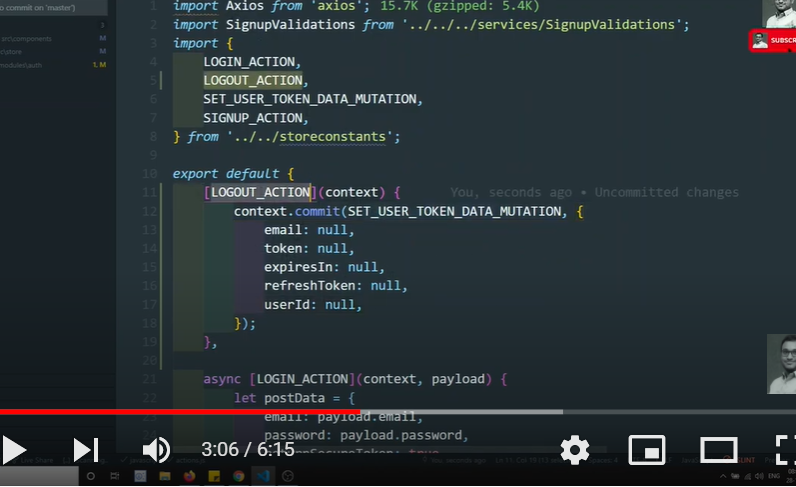 o commit on 'master')
3
src\components M
c\store M
modules\auth 1, M
1 import Axios from 'axios'; 15.7K (gzipped: 5.4K)
2 import SignupValidations from '../../../services/SignupValidations';
3 import {
4 LOGIN_ACTION,
5 LOGOUT_ACTION,
6 SET_USER_TOKEN_DATA_MUTATION,
7 SIGNUP_ACTION,
8 } from '../../storeconstants';
9
10 export default {
11 [LOGOUT_ACTION](context) { You, seconds ago • Uncommitted changes
12 context.commit(SET_USER_TOKEN_DATA_MUTATION, {
13 email: null,
14 token: null,
15 expiresIn: null,
16 refreshToken: null,
17 userId: null,
18 });
19 },
20
21 async [LOGIN_ACTION](context, payload) {
22 let postData = {
23 email: payload.email,
password: payload.password,
SUBSCR
3:06 / 6:15